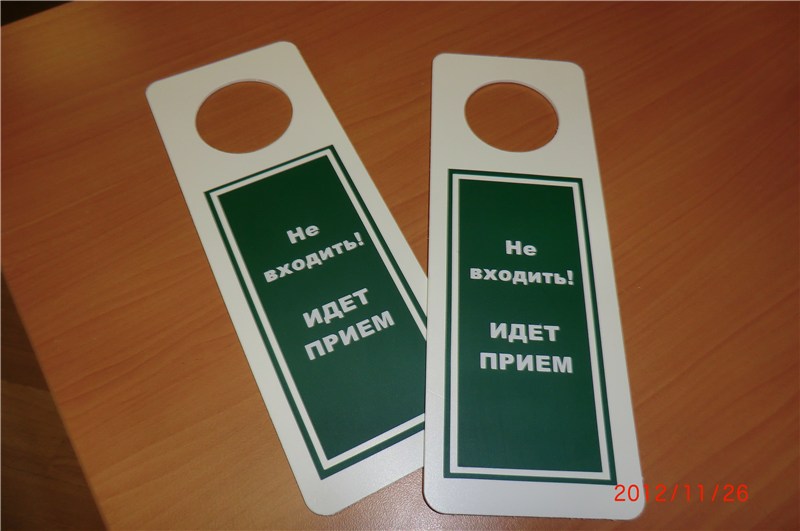 Не
входить!
ИДЕТ
ПРИЕМ
Не
входить!
ИДЕТ
ПРИЕМ
2012/11/26